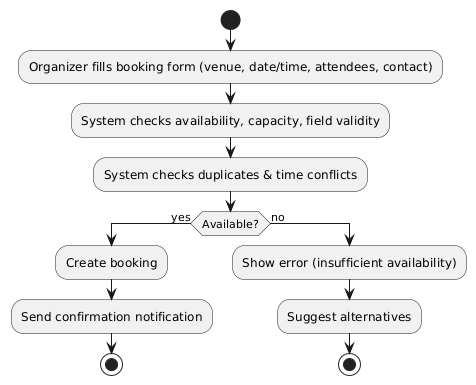 Organizer fills booking form (venue, date/time, attendees, contact)
System checks availability, capacity, field validity
System checks duplicates & time conflicts
yes
Available?
no
Create booking
Show error (insufficient availability)
Send confirmation notification
Suggest alternatives